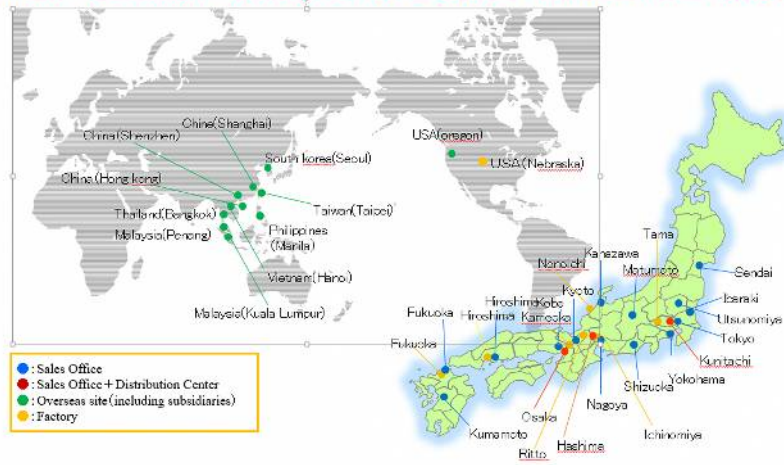 China(Shanghai)
China(Shenzhen)
South korea(Seoul)
China(Hong kong)
Thailand(Bangkok)
Malaysia(Penang)
Taiwan(Taipei)
Philippines
(Manila)
Vietnam(Hanoi)
Malaysia(Kuala Lumpur)
USA(oregon)
USA(Nebraska)
Tama
Kanazawa
Nonoichi
Matumoto
Sendai
Kyoto
Ibaraki
Hiroshima
Kobe
Fukuoka
Hiroshima
Kameoka
Utsunomiya
Tokyo
Fukuoka
Kunitachi
Yokohama
Shizuoka
Nagoya
Osaka
Kumamoto
Ichinomiya
Hashima
Ritto
: Sales Office
: Sales Office + Distribution Center
: Overseas site(including subsidiaries)
: Factory